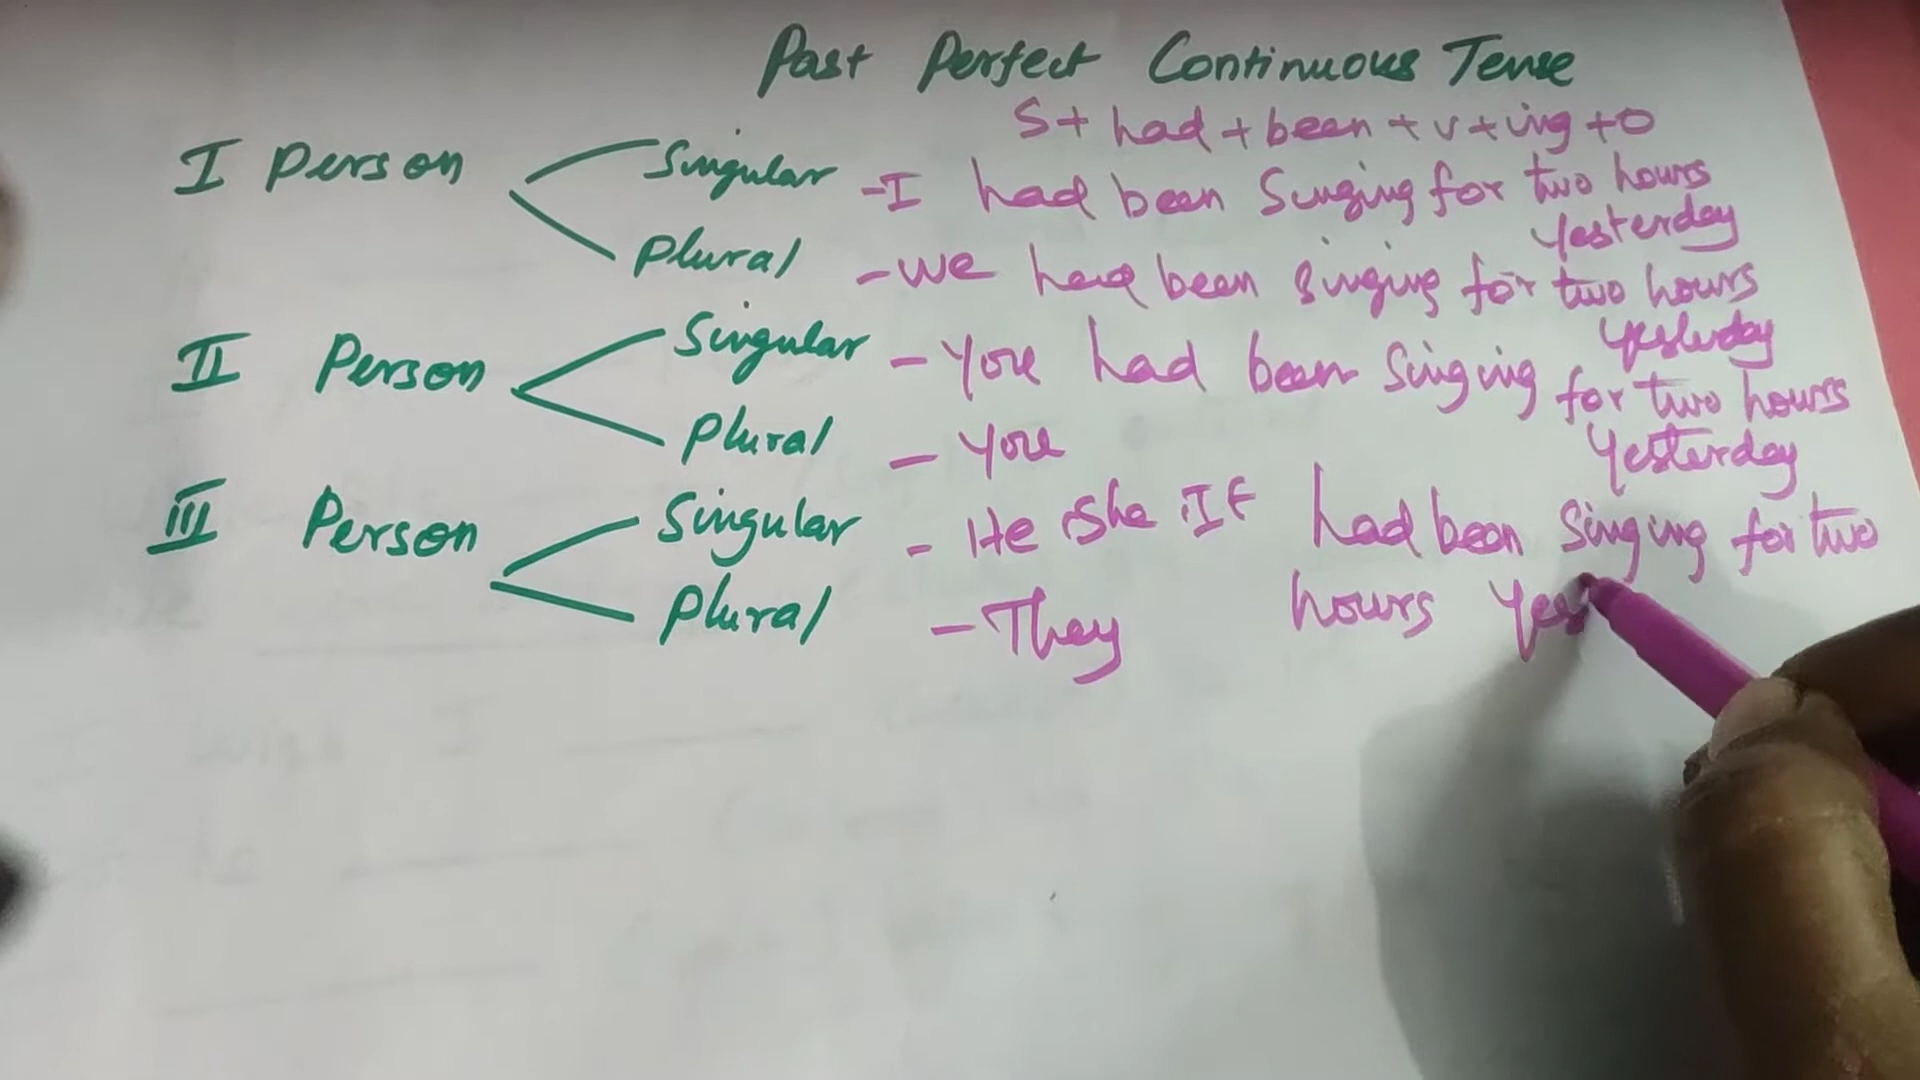 Past Perfect Continuous Tense
S + had + been + v + ing + O
I Person
Singular - I had been Singing for two hours
yesterday
Plural - we had been singing for two hours
yesterday
II Person
Singular - you had been Singing
for two hours
yesterday
Plural - you
III Person
Singular - He, She, It had been Singing for two
hours yes
Plural - They